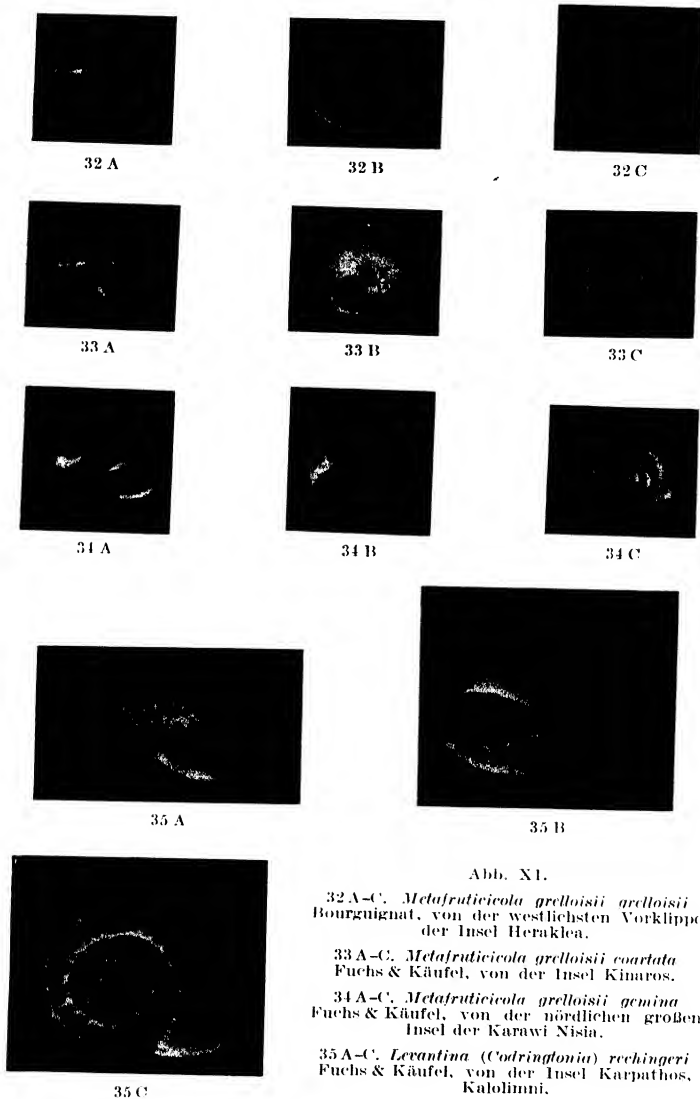 32 A 32 B 32 C
33 A 33 B 33 C
34 A 34 B 34 C
35 A 35 B
Abb. XI.
32 A-C. Metafruticicola grelloisii grelloisii
Bourguignat, von der westlichsten Vorklippe
der Insel Heraklea.
33 A-C. Metafruticicola grelloisii coartata
Fuchs & Käufel, von der Insel Kinaros.
34 A-C. Metafruticicola grelloisii gemina
Fuchs & Käufel, von der nördlichen großen
Insel der Karawi Nisia.
35 A-C. Levantina (Codringtonia) rechingeri
Fuchs & Käufel, von der Insel Karpathos,
Kalolimni.
35 C